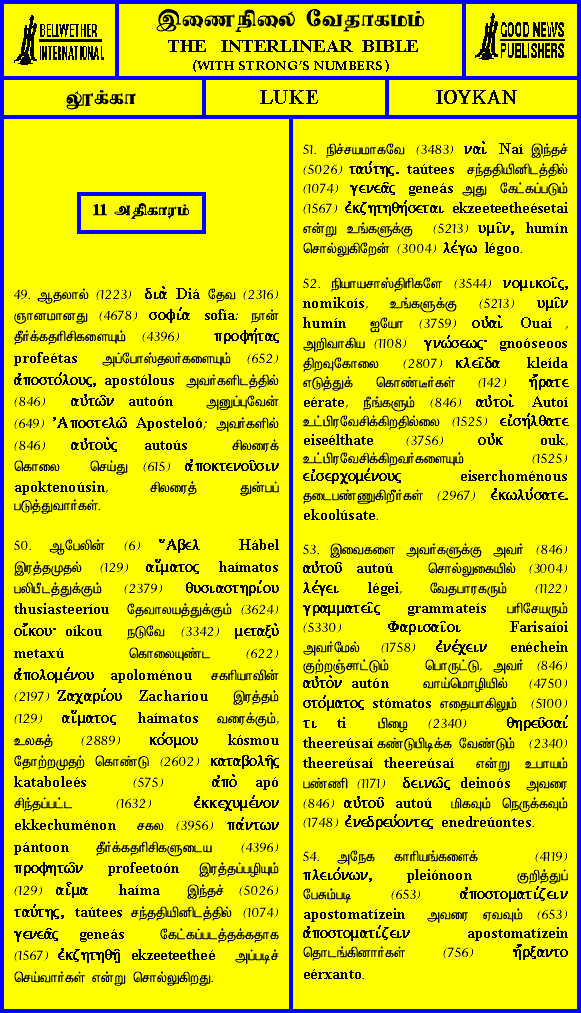 BELLWETHER
INTERNATIONAL
இணைநிலை வேதாகமம்
THE INTERLINEAR BIBLE
(WITH STRONG'S NUMBERS)
GOOD NEWS
PUBLISHERS
லூக்கா
LUKE
ΙΟΥΚΑΝ
11 அதிகாரம்
49. ஆதலால் (1223) διὰ Diá தேவ (2316)
ஞானமானது (4678) σοφία sofía: நான்
தீர்க்கதரிசிகளையும் (4396) προφήτας
profeétas அப்போஸ்தலர்களையும் (652)
ἀποστόλους, apostólous அவர்களிடத்தில்
(846) αὐτῶν autoón அனுப்புவேன்
(649) Ἀποστελῶ Aposteloó; அவர்களில்
(846) αὐτοὺς autoús சிலரைக்
கொலை செய்து (615) ἀποκτενοῦσιν
apoktenoúsin, சிலரைத் துன்பப்
படுத்துவார்கள்.
50. ஆபேலின் (6) Ἅβελ Hábel
இரத்தமுதல் (129) αἵματος haímatos
பலிபீடத்துக்கும் (2379) θυσιαστηρίου
thusiasteeríou தேவாலயத்துக்கும் (3624)
οἴκου· oíkou நடுவே (3342) μεταξὺ
metaxú கொலையுண்ட (622)
ἀπολομένου apoloménou சகரியாவின்
(2197) Ζαχαρίου Zacharíou இரத்தம்
(129) αἵματος haímatos வரைக்கும்,
உலகத் (2889) κόσμου kósmou
தோற்றமுதற் கொண்டு (2602) καταβολῆς
kataboleés (575) ἀπὸ apó
சிந்தப்பட்ட (1632) ἐκκεχυμένον
ekkechuménon சகல (3956) πάντων
pántoon தீர்க்கதரிசிகளுடைய (4396)
προφητῶν profeetoón இரத்தப்பழியும்
(129) αἷμα haíma இந்தச் (5026)
ταύτης, taútees சந்ததியினிடத்தில் (1074)
γενεᾶς geneás கேட்கப்படத்தக்கதாக
(1567) ἐκζητηθῇ ekzeeteetheé அப்படிச்
செய்வார்கள் என்று சொல்லுகிறது.
51. நிச்சயமாகவே (3483) ναὶ Naí இந்தச்
(5026) ταύτης. taútees சந்ததியினிடத்தில்
(1074) γενεᾶς geneás அது கேட்கப்படும்
(1567) ἐκζητηθήσεται ekzeeteetheésetai
என்று உங்களுக்கு (5213) υμῖν, humín
சொல்லுகிறேன் (3004) λέγω légoo.
52. நியாயசாஸ்திரிகளே (3544) νομικοῖς,
nomikoís, உங்களுக்கு (5213) υμῖν
humín ஐயோ (3759) οὐαὶ Ouaí ,
அறிவாகிய (1108) γνώσεως· gnoóseoos
திறவுகோலை (2807) κλεῖδα kleída
எடுத்துக் கொண்டீர்கள் (142) ἤρατε
eérate, நீங்களும் (846) αὐτοὶ Autoí
உட்பிரவேசிக்கிறதில்லை (1525) εἰσήλθατε
eiseélthate (3756) οὐκ ouk,
உட்பிரவேசிக்கிறவர்களையும் (1525)
εἰσερχομένους eiserchoménous
தடைபண்ணுகிறீர்கள் (2967) ἐκωλύσατε.
ekoolúsate.
53. இவைகளை அவர்களுக்கு அவர் (846)
αὐτοῦ autoú சொல்லுகையில் (3004)
λέγει légei, வேதபாரகரும் (1122)
γραμματεῖς grammateís பரிசேயரும்
(5330) Φαρισαῖοι Farisaíoi
அவர்மேல் (1758) ἐνέχειν enéchein
குற்றஞ்சாட்டும் பொருட்டு, அவர் (846)
αὐτὸν autón வாய்மொழியில் (4750)
στόματος stómatos எதையாகிலும் (5100)
τι ti பிழை (2340) θηρεῦσαί
theereúsaí கண்டுபிடிக்க வேண்டும் (2340)
theereúsaí theereúsaí என்று உபாயம்
பண்ணி (1171) δεινῶς deinoós அவரை
(846) αὐτοῦ autoú மிகவும் நெருக்கவும்
(1748) ἐνεδρεύοντες enedreúontes.
54. அநேக காரியங்களைக் (4119)
πλειόνων, pleiónoon குறித்துப்
பேசும்படி (653) ἀποστοματίζειν
apostomatízein அவரை ஏவவும் (653)
ἀποστοματίζειν apostomatízein
தொடங்கினார்கள் (756) ἤρξαντο
eérxanto.